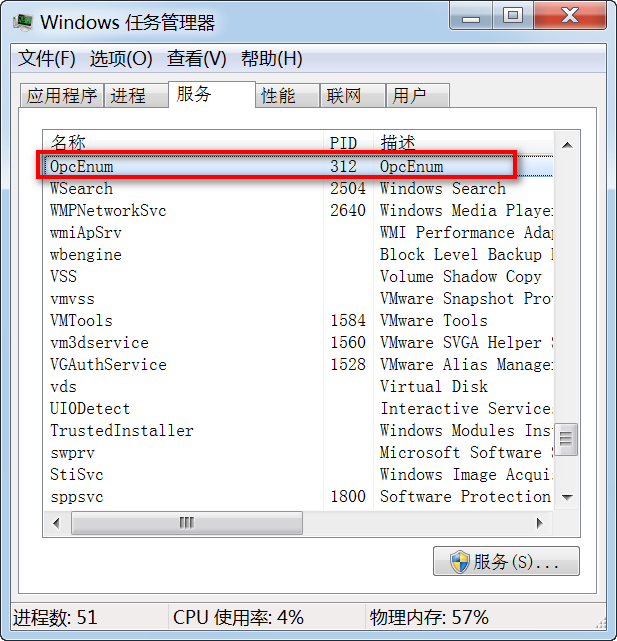 Windows 任务管理器
文件(F) 选项(O) 查看(V) 帮助(H)
应用程序 进程 服务 性能 联网 用户
名称 PID 描述
OpcEnum 312 OpcEnum
WSearch 2504 Windows Search
WMPNetworkSvc 2640 Windows Media Player
wmiApSrv WMI Performance Adap
wbengine Block Level Backup
VSS Volume Shadow Copy
vmvss VMware Snapshot Pro
VMTools 1584 VMware Tools
vm3dservice 1560 VMware SVGA Helper
VGAuthService 1528 VMware Alias Manage
vds Virtual Disk
UI0Detect Interactive Service
TrustedInstaller Windows Modules Ins
swprv Microsoft Software
StiSvc Windows Image Acqui
sppsvc 1800 Software Protection
服务(S)...
进程数: 51 CPU 使用率: 4% 物理内存: 57%